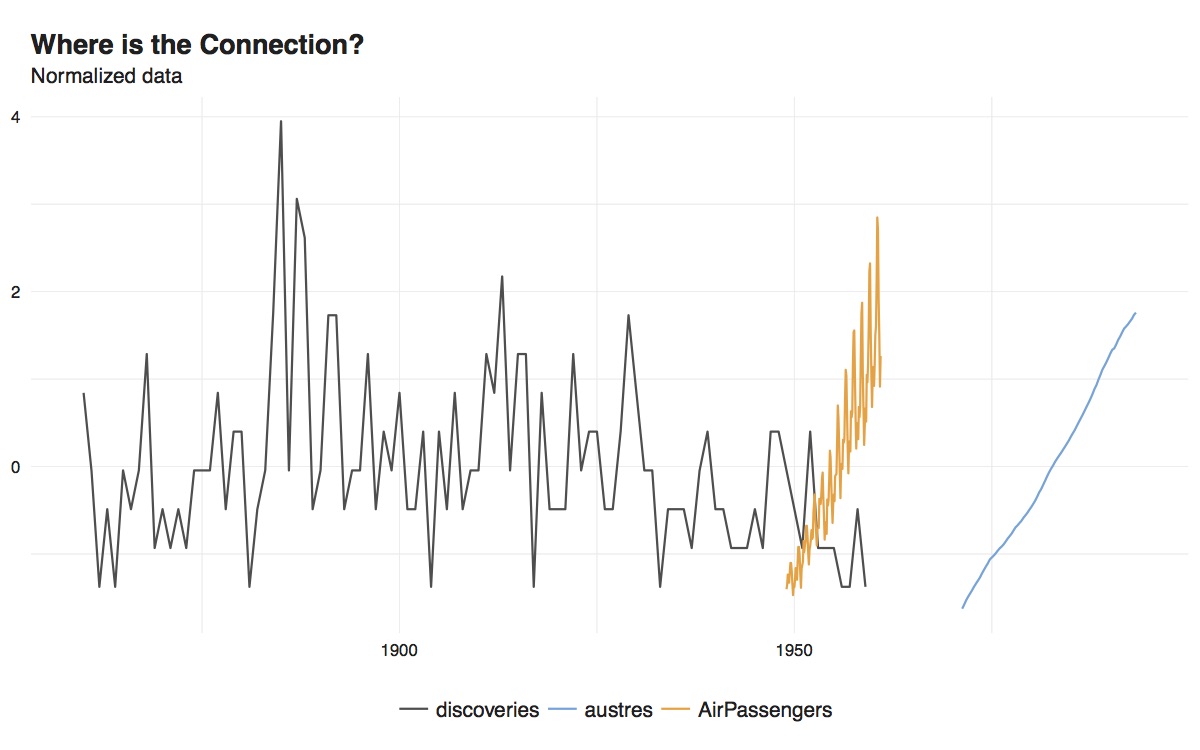 Where is the Connection?
Normalized data
4
2
0
1900 1950
discoveries austres AirPassengers